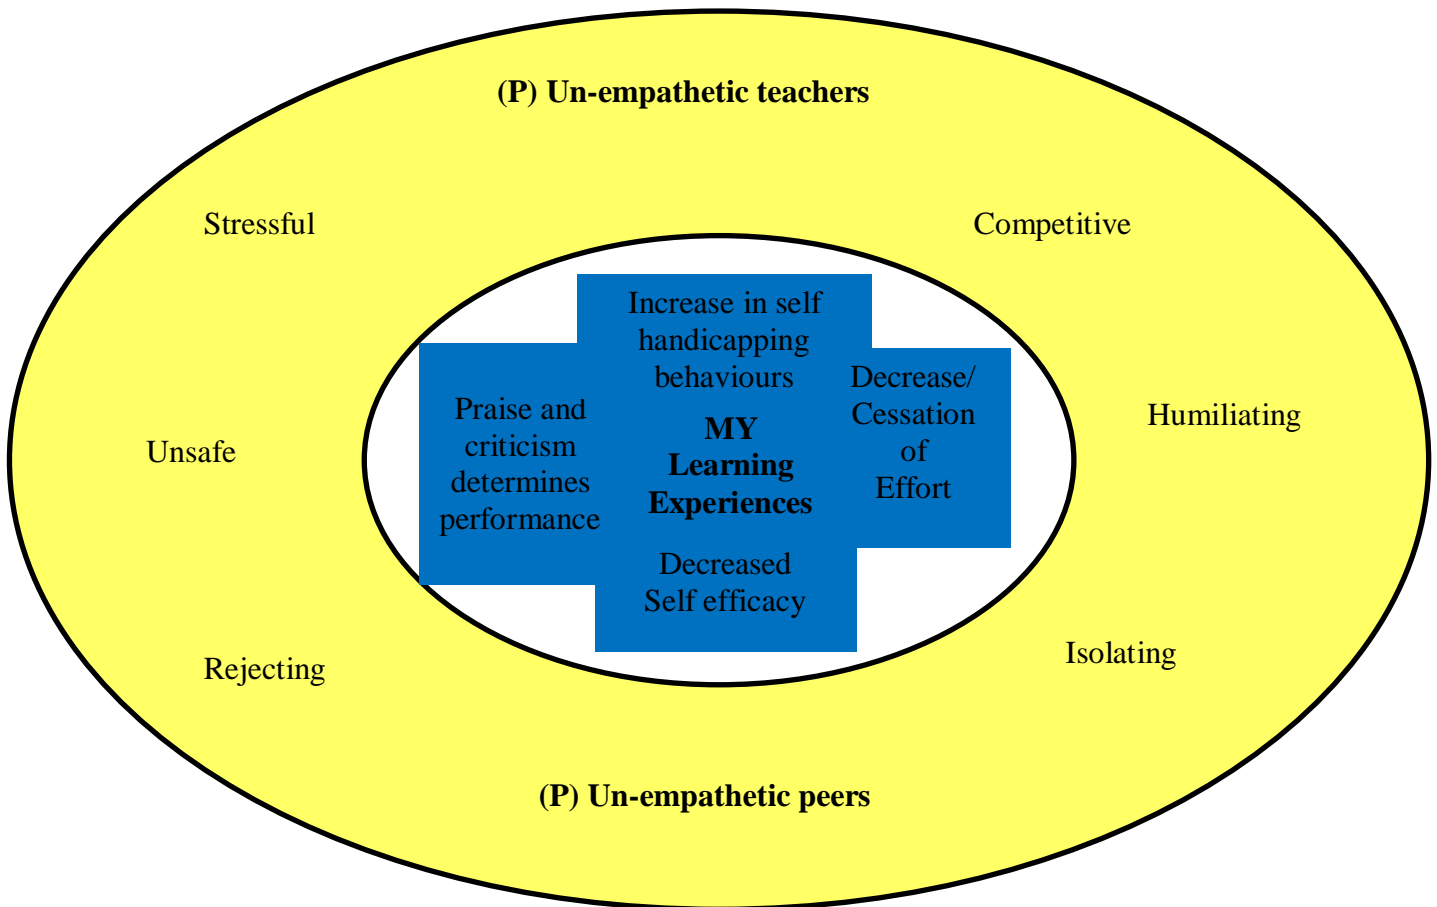 (P) Un-empathetic teachers
Stressful
Competitive
Increase in self
handicapping
behaviours
Praise and
criticism
determines
performance
MY
Learning
Experiences
Decrease/
Cessation
of
Effort
Decreased
Self efficacy
Unsafe
Humiliating
Rejecting
Isolating
(P) Un-empathetic peers